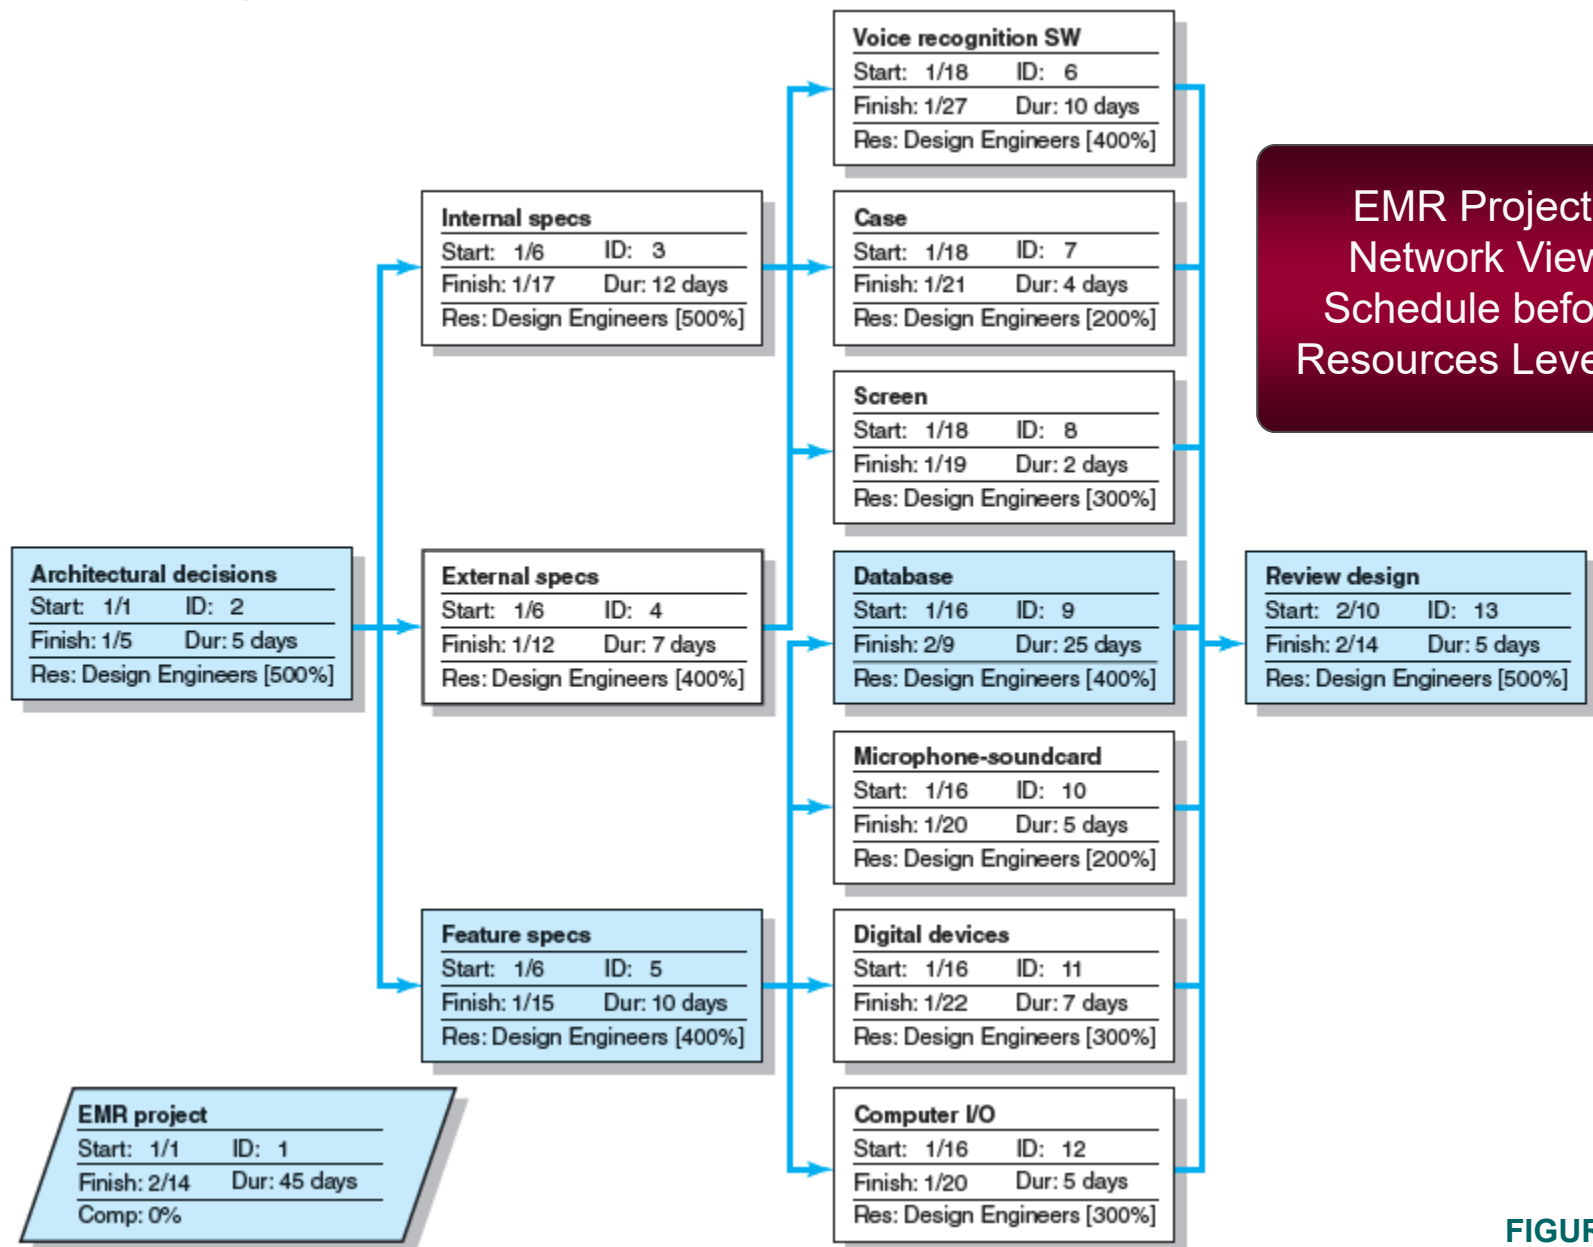 Voice recognition SW
Start: 1/18 ID: 6
Finish: 1/27 Dur: 10 days
Res: Design Engineers [400%]
EMR Project
Network View
Schedule befo
Resources Leve
Internal specs
Start: 1/6 ID: 3
Finish: 1/17 Dur: 12 days
Res: Design Engineers [500%]
Case
Start: 1/18 ID: 7
Finish: 1/21 Dur: 4 days
Res: Design Engineers [200%]
Screen
Start: 1/18 ID: 8
Finish: 1/19 Dur: 2 days
Res: Design Engineers [300%]
Architectural decisions
Start: 1/1 ID: 2
Finish: 1/5 Dur: 5 days
Res: Design Engineers [500%]
External specs
Start: 1/6 ID: 4
Finish: 1/12 Dur: 7 days
Res: Design Engineers [400%]
Database
Start: 1/16 ID: 9
Finish: 2/9 Dur: 25 days
Res: Design Engineers [400%]
Review design
Start: 2/10 ID: 13
Finish: 2/14 Dur: 5 days
Res: Design Engineers [500%]
Microphone-soundcard
Start: 1/16 ID: 10
Finish: 1/20 Dur: 5 days
Res: Design Engineers [200%]
Feature specs
Start: 1/6 ID: 5
Finish: 1/15 Dur: 10 days
Res: Design Engineers [400%]
Digital devices
Start: 1/16 ID: 11
Finish: 1/22 Dur: 7 days
Res: Design Engineers [300%]
EMR project
Start: 1/1 ID: 1
Finish: 2/14 Dur: 45 days
Comp: 0%
Computer I/O
Start: 1/16 ID: 12
Finish: 1/20 Dur: 5 days
Res: Design Engineers [300%]
FIGUR